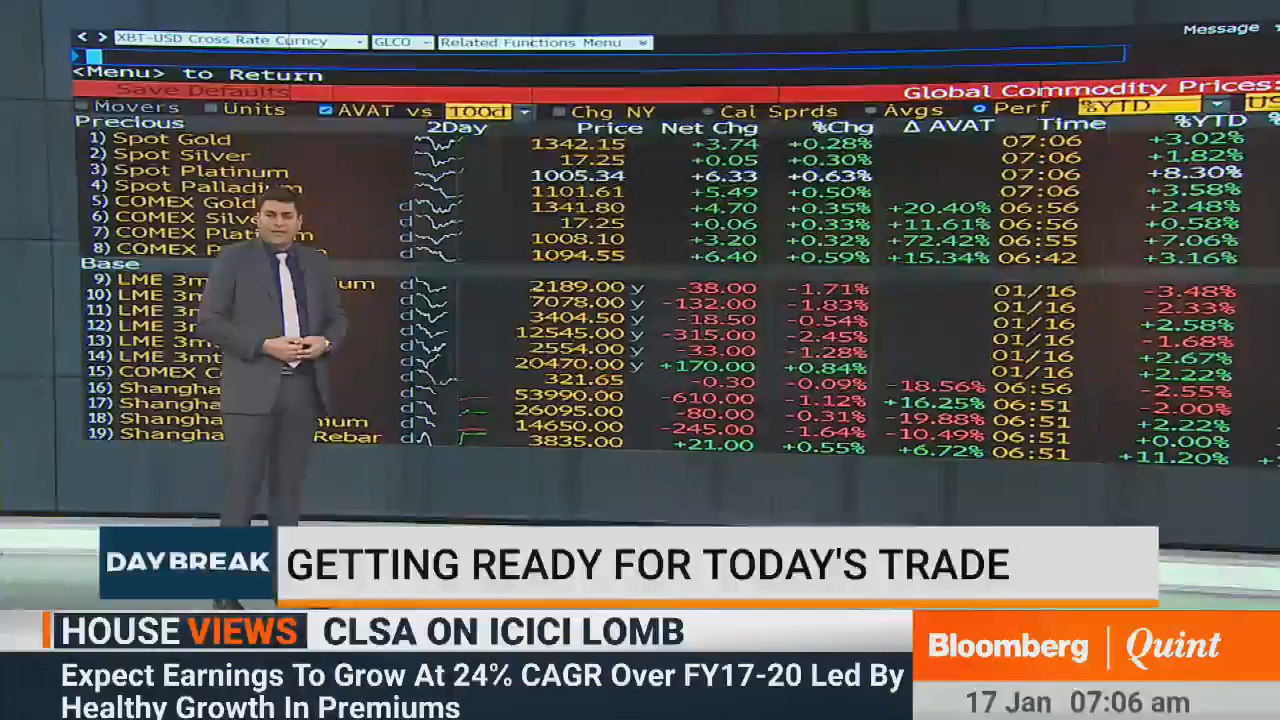 Message
XBT-USD Cross Rate Curncy GLCO Related Functions Menu
<Menu> to Return
Save Defaults Global Commodity Prices:
Movers Units AVAT vs 100d Chg NY Cal Sprds Avgs Perf %YTD US
Precious 2Day Price Net Chg %Chg Δ AVAT Time %YTD
1) Spot Gold 1342.15 +3.74 +0.28% 07:06 +3.02%
2) Spot Silver 17.25 +0.05 +0.30% 07:06 +1.82%
3) Spot Platinum 1005.34 +6.33 +0.63% 07:06 +8.30%
4) Spot Palladium 1101.61 +5.49 +0.50% 07:06 +3.58%
5) COMEX Gold d 1341.80 +4.70 +0.35% +20.40% 06:56 +2.48%
6) COMEX Silve d 17.25 +0.06 +0.33% +11.61% 06:56 +0.58%
7) COMEX Plati m d 1008.10 +3.20 +0.32% +72.42% 06:55 +7.06%
8) COMEX P m d 1094.55 +6.40 +0.59% +15.34% 06:42 +3.16%
Base
9) LME 3m um d 2189.00 y -38.00 -1.71% 01/16 -3.48%
10) LME 3m d 7078.00 y -132.00 -1.83% 01/16 -2.33%
11) LME 3m d 3404.50 y -18.50 -0.54% 01/16 +2.58%
12) LME 3m d 12545.00 y -315.00 -2.45% 01/16 -1.68%
13) LME 3m d 2554.00 y -33.00 -1.28% 01/16 +2.67%
14) LME 3mt d 20470.00 y +170.00 +0.84% 01/16 +2.22%
15) COMEX C d 321.65 -0.30 -0.09% -18.56% 06:56 -2.55%
16) Shangha d 53990.00 -610.00 -1.12% +16.25% 06:51 -2.00%
17) Shangha d 26095.00 -80.00 -0.31% -19.88% 06:51 +2.22%
18) Shangha nium d 14650.00 -245.00 -1.64% -10.49% 06:51 +0.00%
19) Shangha Rebar d 3835.00 +21.00 +0.55% +6.72% 06:51 +11.20%
DAYBREAK GETTING READY FOR TODAY'S TRADE
HOUSE VIEWS CLSA ON ICICI LOMB
Expect Earnings To Grow At 24% CAGR Over FY17-20 Led By
Healthy Growth In Premiums
Bloomberg | Quint
17 Jan 07:06 am